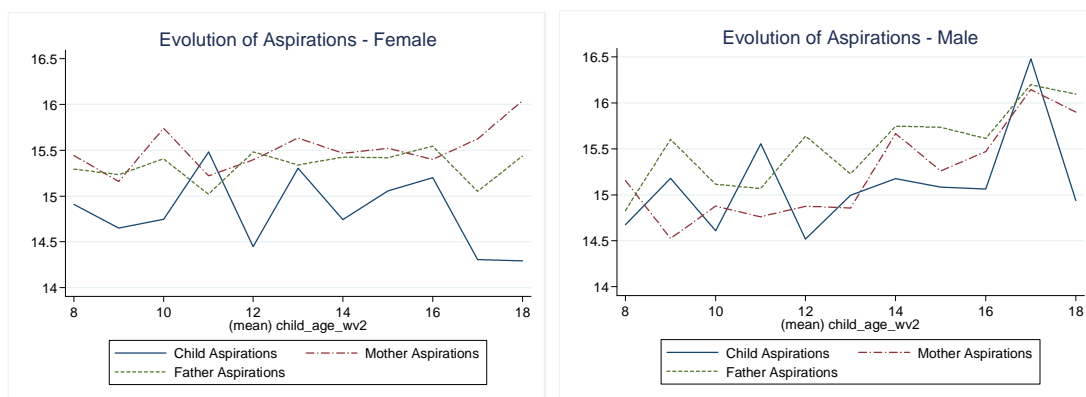 Evolution of Aspirations - Female
16.5
16
15.5
15
14.5
14
8 10 12 14 16 18
(mean) child_age_wv2
Child Aspirations Mother Aspirations
Father Aspirations
Evolution of Aspirations - Male
16.5
16
15.5
15
14.5
14
8 10 12 14 16 18
(mean) child_age_wv2
Child Aspirations Mother Aspirations
Father Aspirations